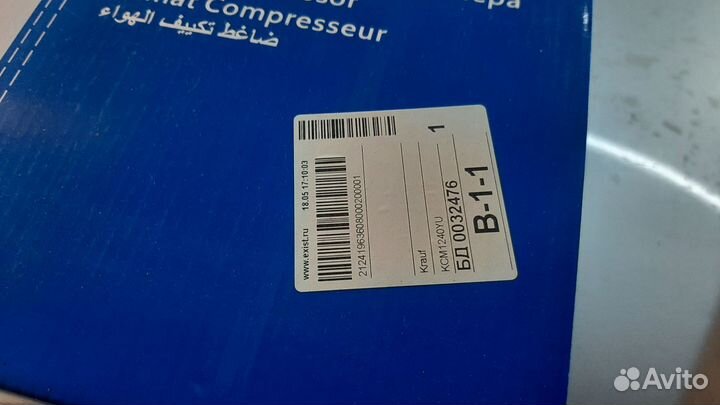 Compresseur
ضاغط تكييف الهواء
www.exist.ru 18.05 17:10:03
2124196360800020001
Krauf
KCM1240YU
1
БД 0032476
B-1-1
Avito